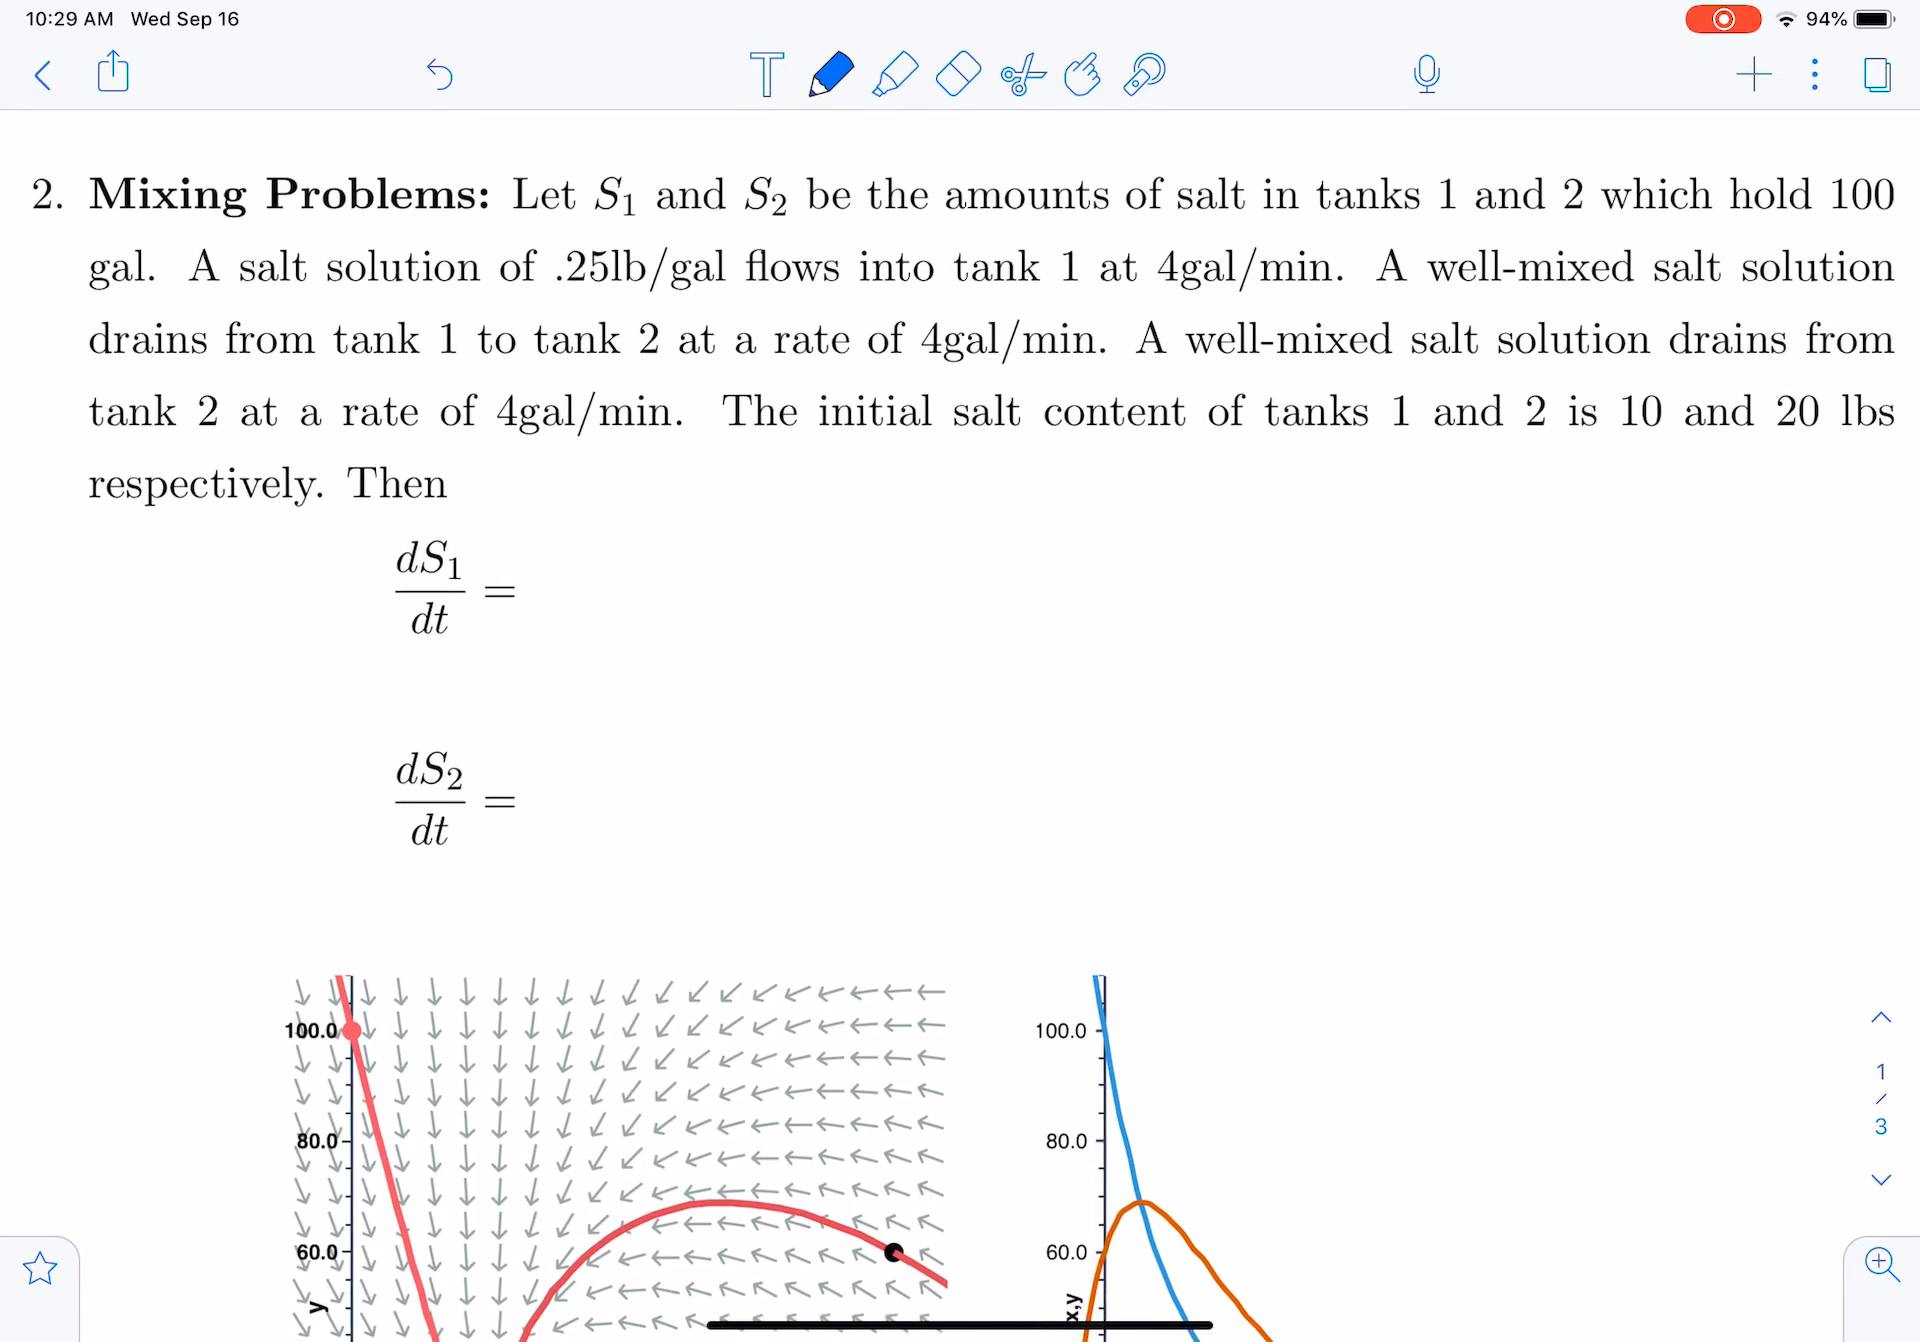 10:29 AM Wed Sep 16
94%
2. Mixing Problems: Let S₁ and S₂ be the amounts of salt in tanks 1 and 2 which hold 100
gal. A salt solution of .25lb/gal flows into tank 1 at 4gal/min. A well-mixed salt solution
drains from tank 1 to tank 2 at a rate of 4gal/min. A well-mixed salt solution drains from
tank 2 at a rate of 4gal/min. The initial salt content of tanks 1 and 2 is 10 and 20 lbs
respectively. Then
dS₁/dt =
dS₂/dt =
100.0
80.0
60.0
y
100.0
80.0
60.0
x,y
1
/
3